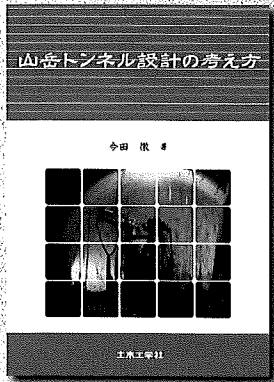 山岳トンネル設計の考え方
今田 徹 著
土木工学社